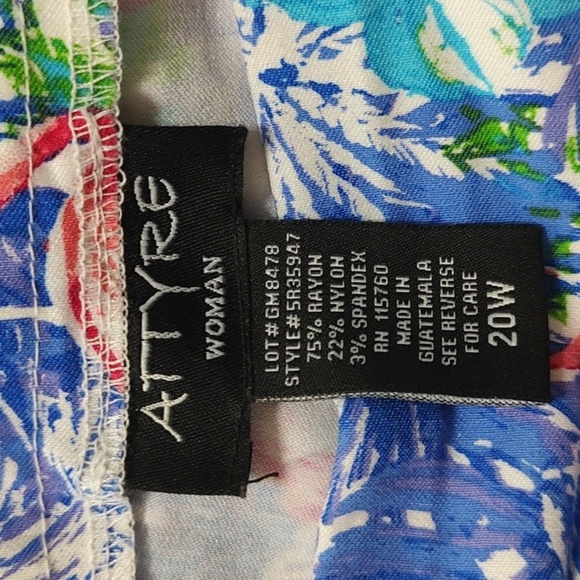 ATTYRE
WOMAN
LOT# GM8478
STYLE# SR35947
75% RAYON
22% NYLON
3% SPANDEX
RN 115760
MADE IN
GUATEMALA
SEE REVERSE
FOR CARE
20W